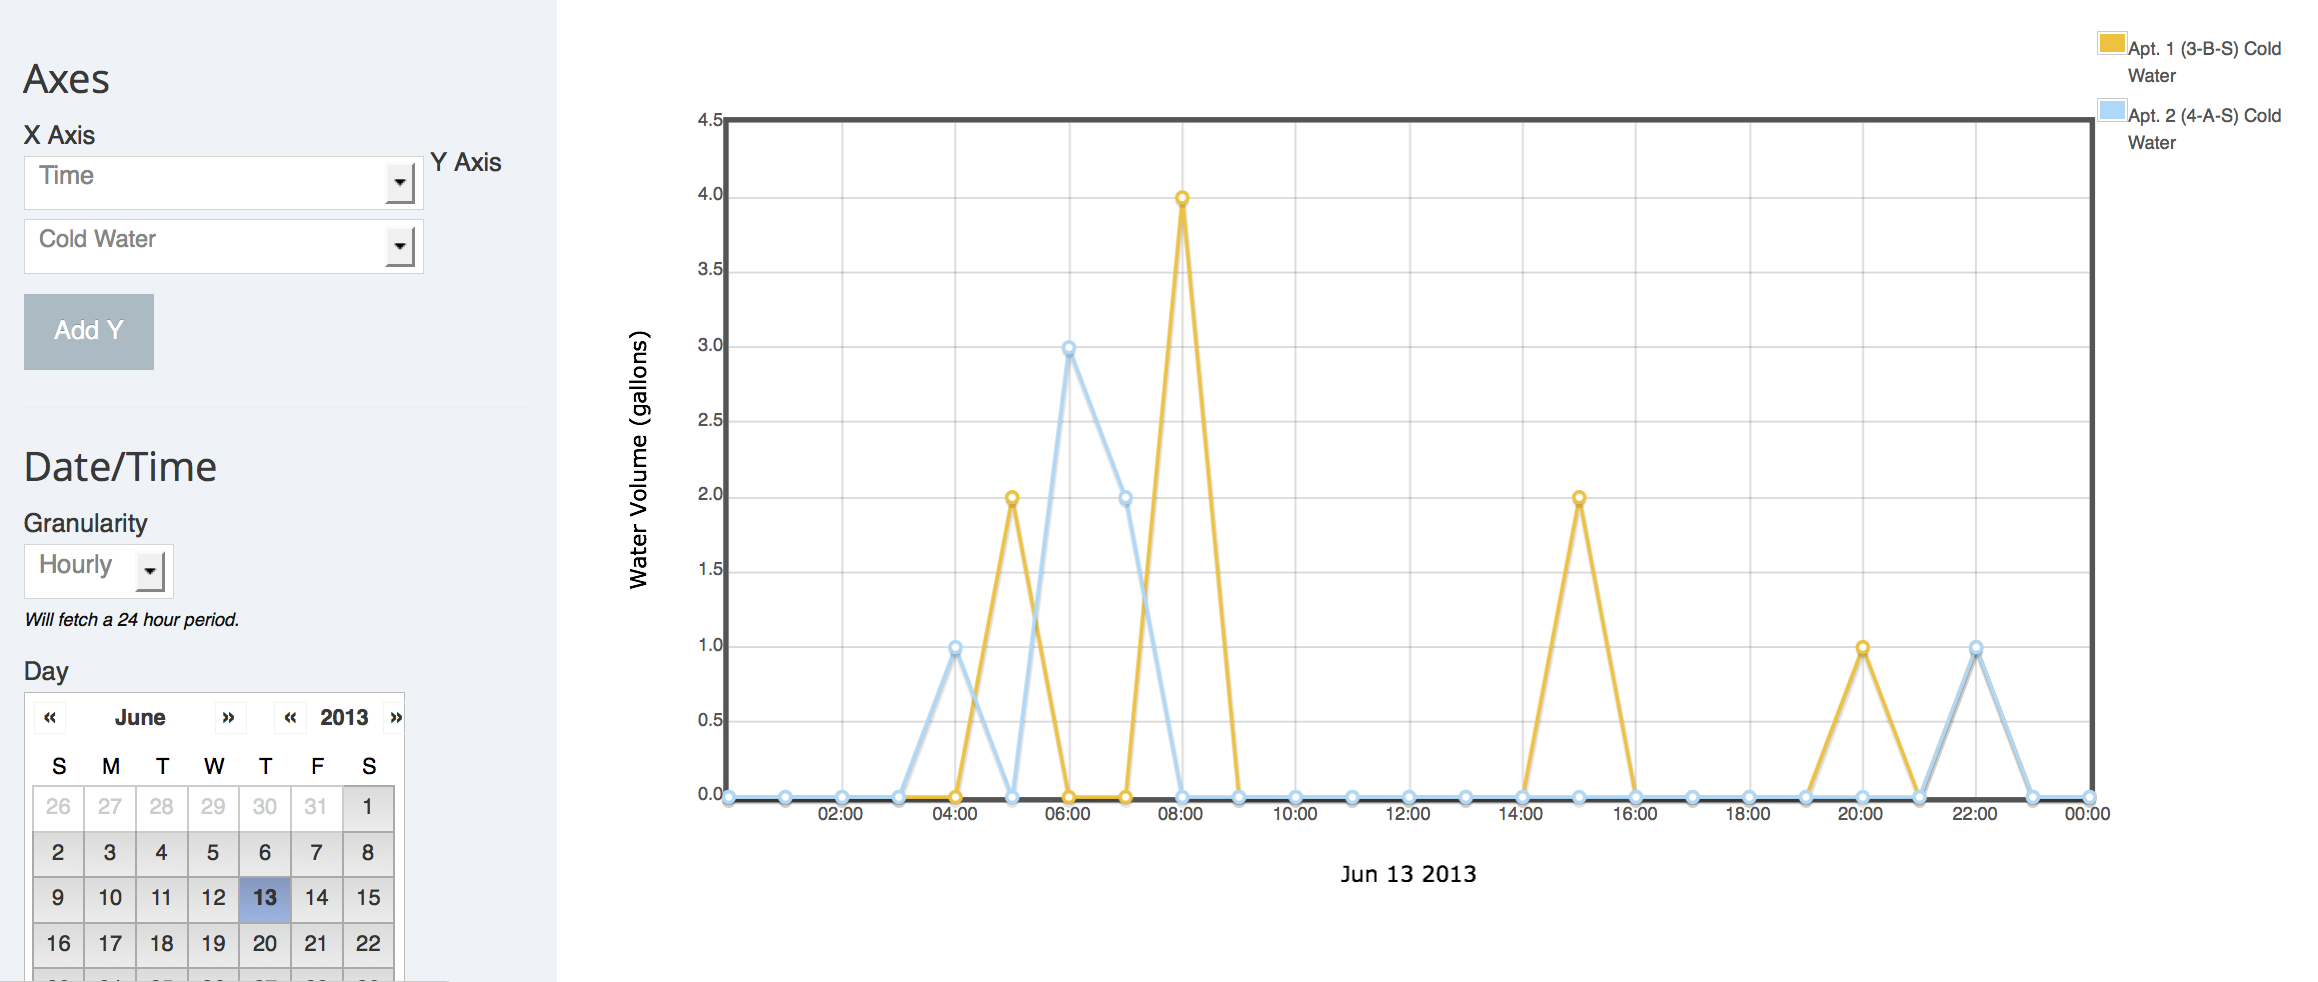 Axes
X Axis
Time
Y Axis
Cold Water
Add Y
Date/Time
Granularity
Hourly
Will fetch a 24 hour period.
Day
« June » « 2013 »
S M T W T F S
26 27 28 29 30 31 1
2 3 4 5 6 7 8
9 10 11 12 13 14 15
16 17 18 19 20 21 22
Water Volume (gallons)
4.5
4.0
3.5
3.0
2.5
2.0
1.5
1.0
0.5
0.0
02:00 04:00 06:00 08:00 10:00 12:00 14:00 16:00 18:00 20:00 22:00 00:00
Jun 13 2013
Apt. 1 (3-B-S) Cold
Water
Apt. 2 (4-A-S) Cold
Water